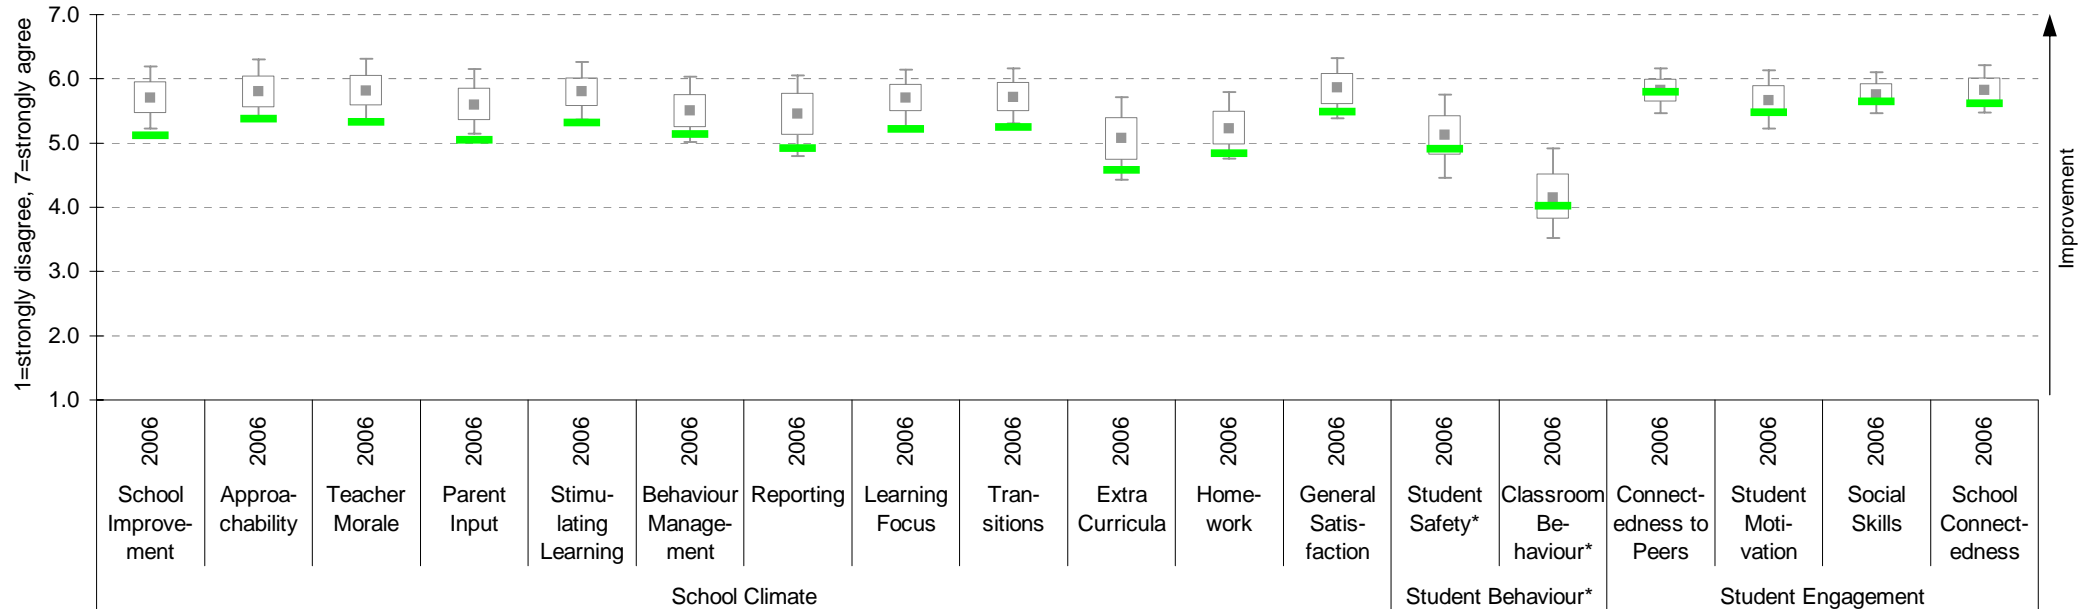 1=strongly disagree, 7=strongly agree
7.0
6.0
5.0
4.0
3.0
2.0
1.0
Improvement
2006 2006 2006 2006 2006 2006 2006 2006 2006 2006 2006 2006 2006 2006 2006 2006 2006 2006
School
Improve-
ment
Approa-
chability
Teacher
Morale
Parent
Input
Stimu-
lating
Learning
Behaviour
Manage-
ment
Reporting
Learning
Focus
Tran-
sitions
Extra
Curricula
Home-
work
General
Satis-
faction
Student
Safety*
Classroom
Be-
haviour*
Connect-
edness to
Peers
Student
Moti-
vation
Social
Skills
School
Connect-
edness
School Climate
Student Behaviour*
Student Engagement